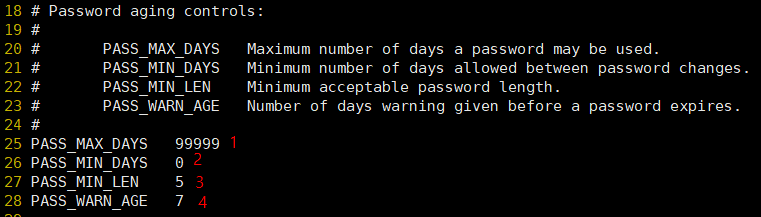 18 # Password aging controls:
19 #
20 #       PASS_MAX_DAYS   Maximum number of days a password may be used.
21 #       PASS_MIN_DAYS   Minimum number of days allowed between password changes.
22 #       PASS_MIN_LEN    Minimum acceptable password length.
23 #       PASS_WARN_AGE   Number of days warning given before a password expires.
24 #
25 PASS_MAX_DAYS   99999 1
26 PASS_MIN_DAYS   0 2
27 PASS_MIN_LEN    5 3
28 PASS_WARN_AGE   7 4